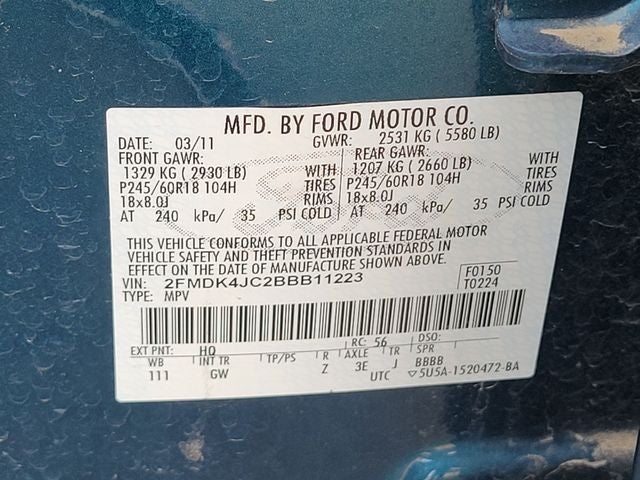 MFD. BY FORD MOTOR CO.
DATE: 03/11 GVWR: 2531 KG ( 5580 LB)
FRONT GAWR: REAR GAWR: WITH
1329 KG ( 2930 LB) WITH 1207 KG ( 2660 LB) TIRES
P245/60R18 104H TIRES P245/60R18 104H RIMS
18x8.0J RIMS 18x8.0J
AT 240 kPa/ 35 PSI COLD AT 240 kPa/ 35 PSI COLD
THIS VEHICLE CONFORMS TO ALL APPLICABLE FEDERAL MOTOR
VEHICLE SAFETY AND THEFT PREVENTION STANDARDS IN
EFFECT ON THE DATE OF MANUFACTURE SHOWN ABOVE.
VIN: 2FMDK4JC2BBB11223 F0150
TYPE: MPV T0224
EXT PNT: HQ RC: 56 DSO:
WB INT TR TP/PS R AXLE TR SPR BBBB
111 GW Z 3E J
UTC ▽5U5A-1520472-BA